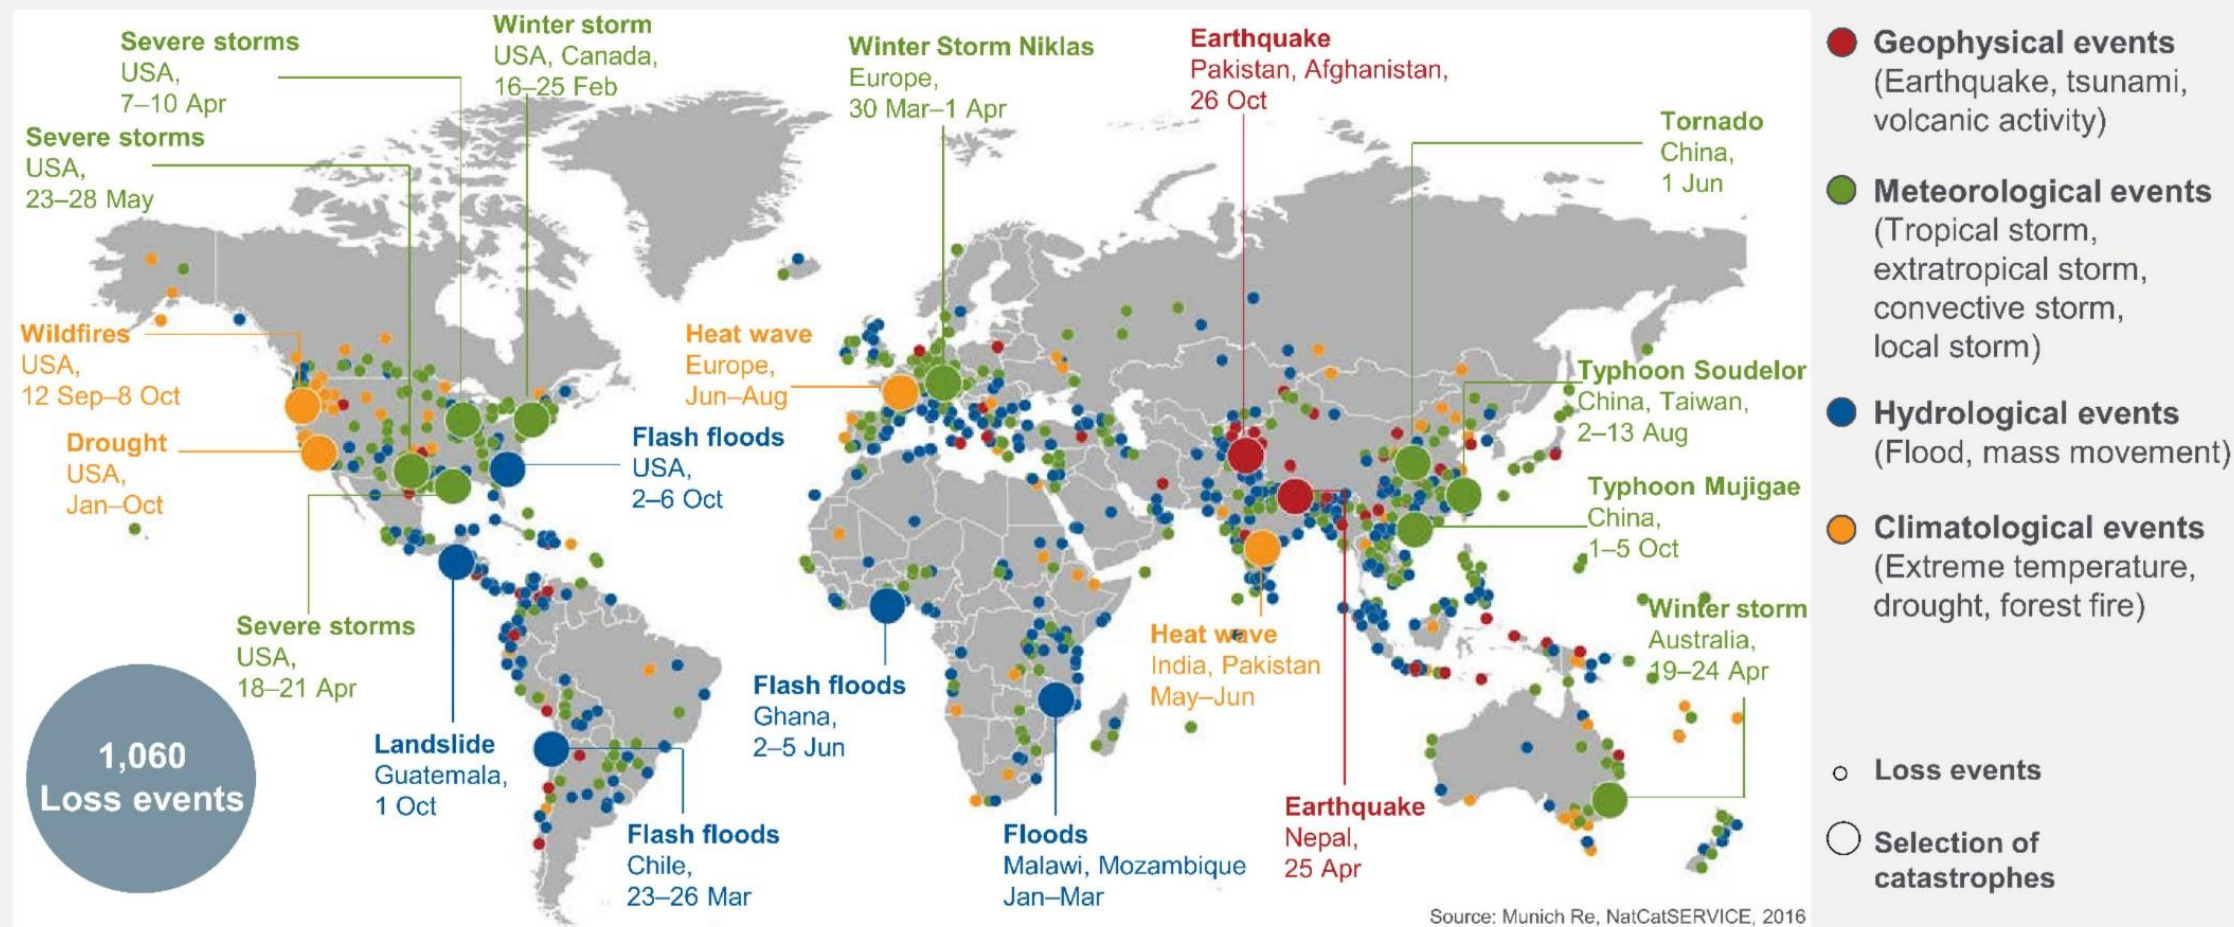 Severe storms
USA,
7–10 Apr
Winter storm
USA, Canada,
16–25 Feb
Winter Storm Niklas
Europe,
30 Mar–1 Apr
Earthquake
Pakistan, Afghanistan,
26 Oct
Tornado
China,
1 Jun
Severe storms
USA,
23–28 May
Wildfires
USA,
12 Sep–8 Oct
Heat wave
Europe,
Jun–Aug
Typhoon Soudelor
China, Taiwan,
2–13 Aug
Drought
USA,
Jan–Oct
Flash floods
USA,
2–6 Oct
Typhoon Mujigae
China,
1–5 Oct
Severe storms
USA,
18–21 Apr
Heat wave
India, Pakistan
May–Jun
Winter storm
Australia,
19–24 Apr
Flash floods
Ghana,
2–5 Jun
Landslide
Guatemala,
1 Oct
Flash floods
Chile,
23–26 Mar
Floods
Malawi, Mozambique
Jan–Mar
Earthquake
Nepal,
25 Apr
1,060
Loss events
Source: Munich Re, NatCatSERVICE, 2016
Geophysical events
(Earthquake, tsunami,
volcanic activity)
Meteorological events
(Tropical storm,
extratropical storm,
convective storm,
local storm)
Hydrological events
(Flood, mass movement)
Climatological events
(Extreme temperature,
drought, forest fire)
Loss events
Selection of
catastrophes